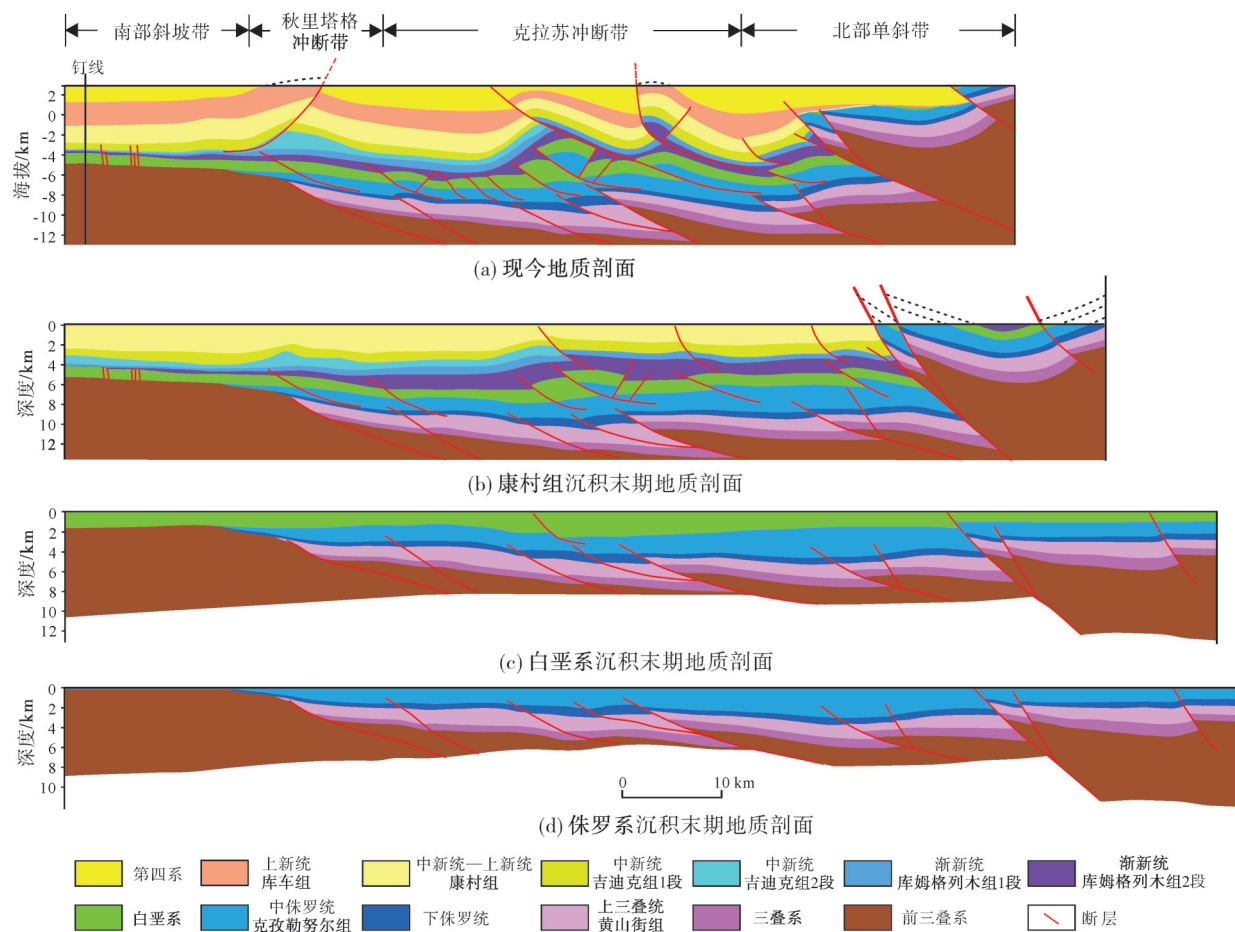 南部斜坡带
秋里塔格
冲断带
克拉苏冲断带
北部单斜带
钉线
海拔/km
2
0
-2
-4
-6
-8
-10
-12
(a) 现今地质剖面
深度/km
0
2
4
6
8
10
12
(b) 康村组沉积末期地质剖面
深度/km
0
2
4
6
8
10
12
(c) 白垩系沉积末期地质剖面
深度/km
0
2
4
6
8
10
0 10 km
(d) 侏罗系沉积末期地质剖面
第四系
上新统
库车组
中新统—上新统
康村组
中新统
吉迪克组1段
中新统
吉迪克组2段
渐新统
库姆格列木组1段
渐新统
库姆格列木组2段
白垩系
中侏罗统
克孜勒努尔组
下侏罗统
上三叠统
黄山街组
三叠系
前三叠系
断层